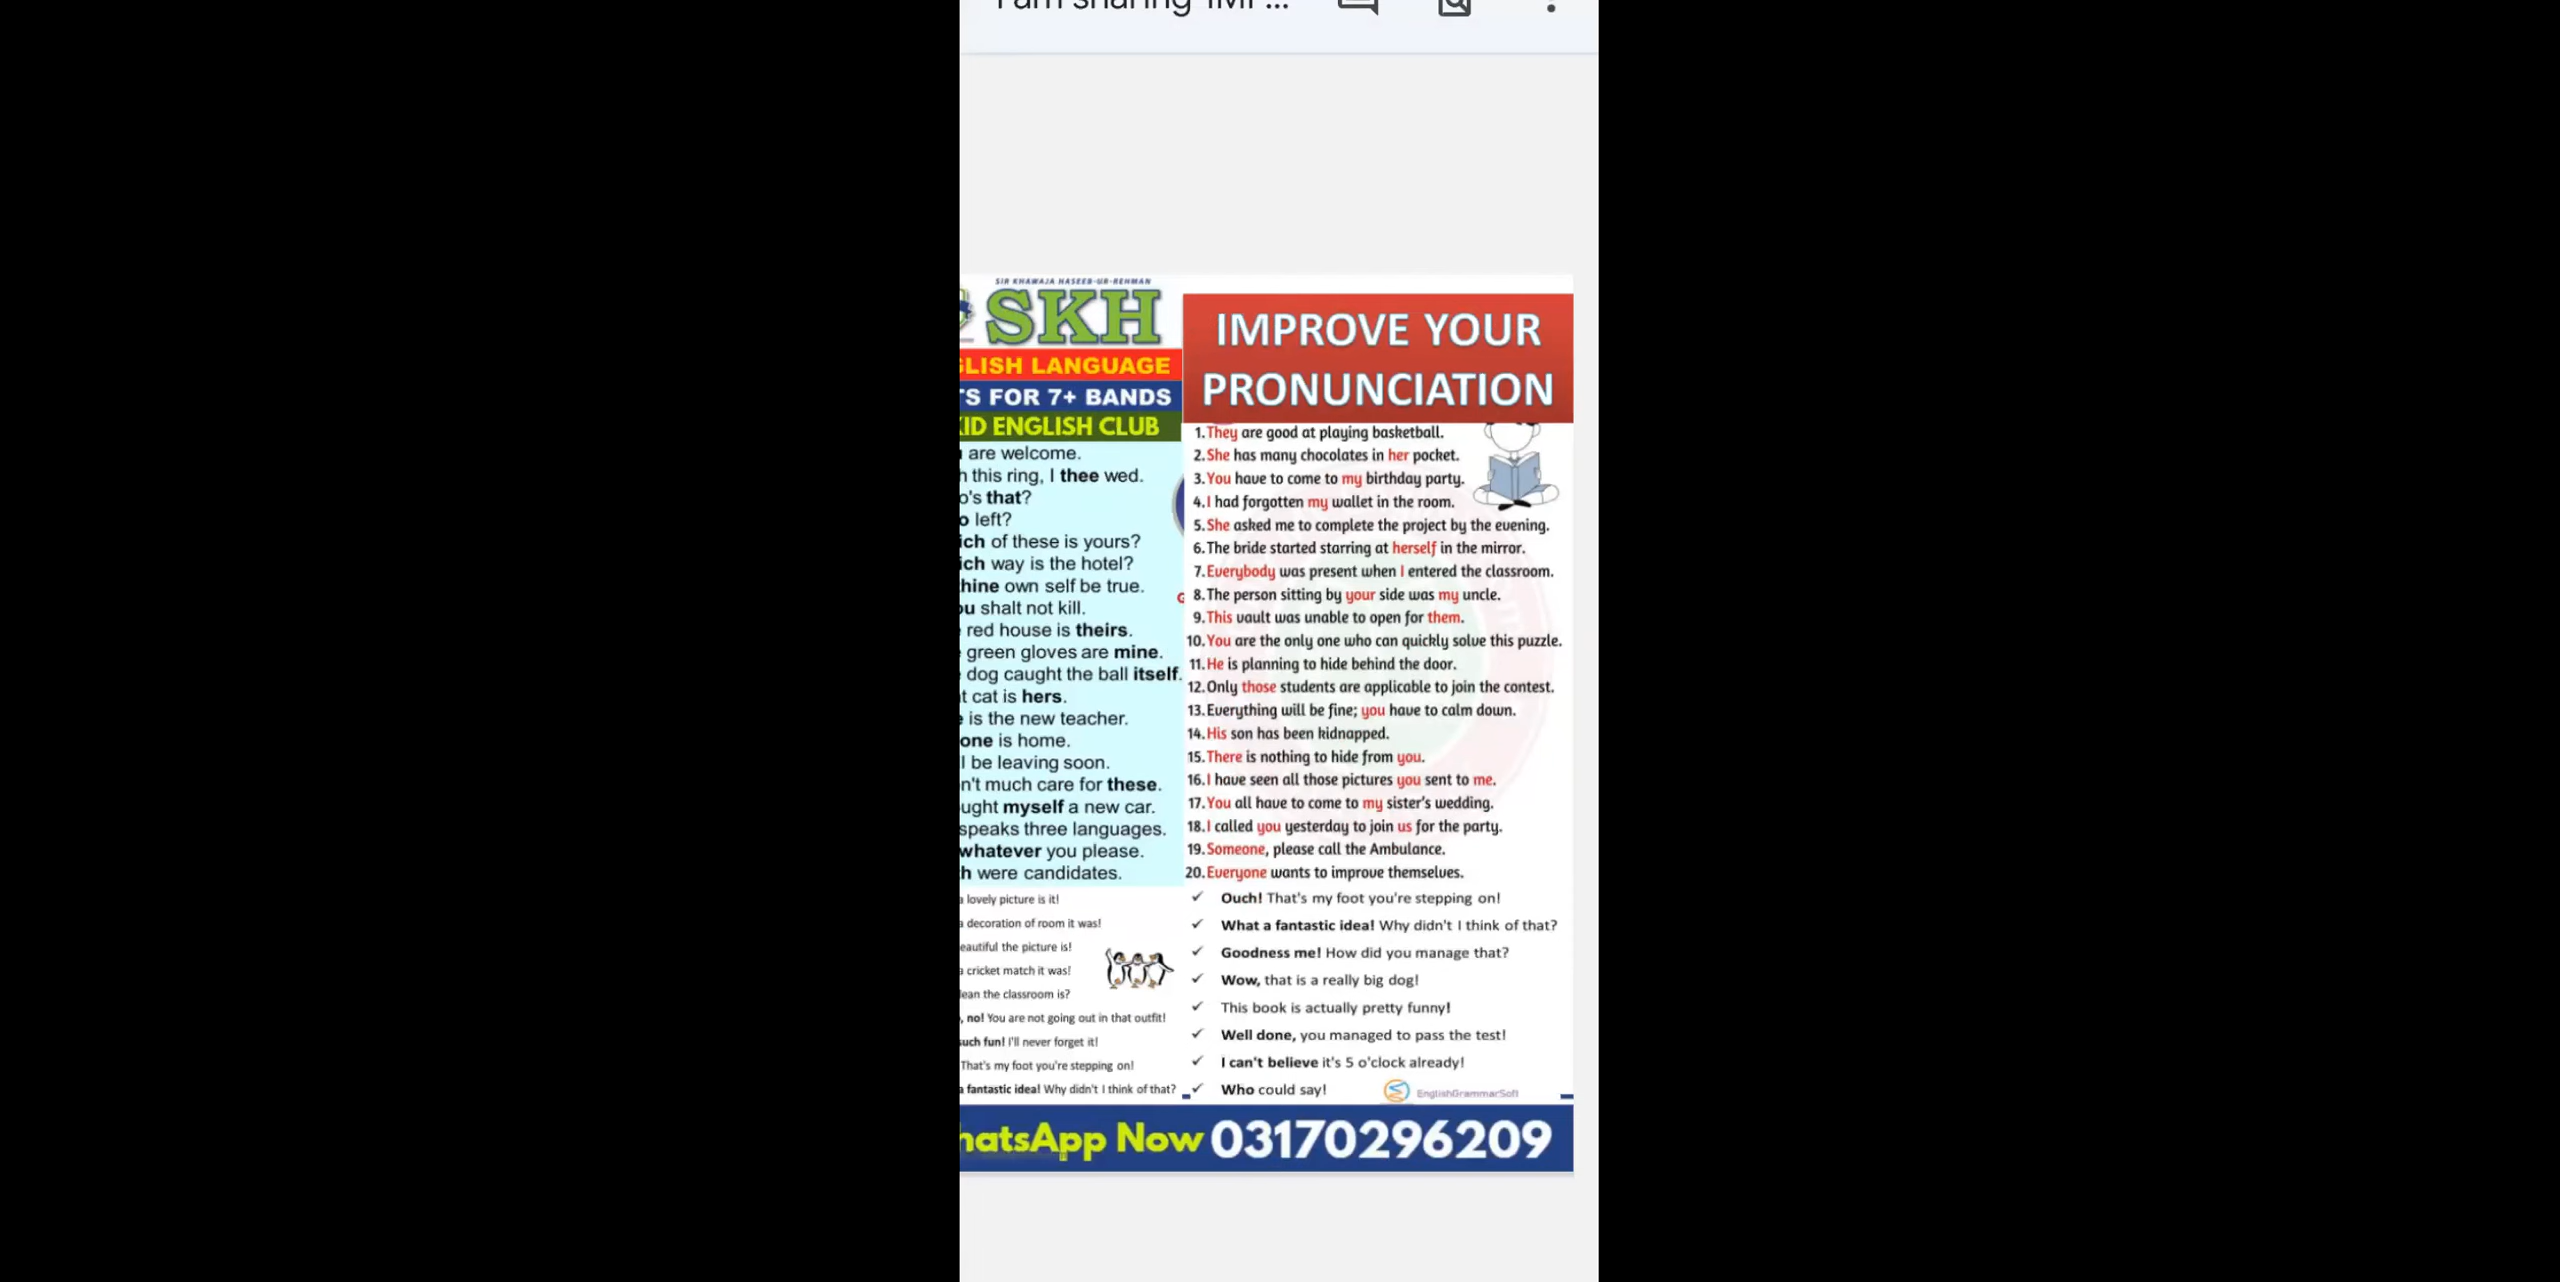 I am sharing
SIR KHAWAJA HASEEB-UR-REHMAN
SKH
GLISH LANGUAGE
TS FOR 7+ BANDS
KID ENGLISH CLUB
are welcome.
h this ring, I thee wed.
o's that?
o left?
ich of these is yours?
ich way is the hotel?
hine own self be true.
ou shalt not kill.
red house is theirs.
green gloves are mine.
dog caught the ball itself.
t cat is hers.
is the new teacher.
one is home.
l be leaving soon.
n't much care for these.
ught myself a new car.
speaks three languages.
whatever you please.
h were candidates.
lovely picture is it!
decoration of room it was!
eautiful the picture is!
cricket match it was!
lean the classroom is?
, no! You are not going out in that outfit!
such fun! I'll never forget it!
That's my foot you're stepping on!
a fantastic idea! Why didn't I think of that?
IMPROVE YOUR
PRONUNCIATION
1. They are good at playing basketball.
2. She has many chocolates in her pocket.
3. You have to come to my birthday party.
4. I had forgotten my wallet in the room.
5. She asked me to complete the project by the evening.
6. The bride started starring at herself in the mirror.
7. Everybody was present when I entered the classroom.
8. The person sitting by your side was my uncle.
9. This vault was unable to open for them.
10. You are the only one who can quickly solve this puzzle.
11. He is planning to hide behind the door.
12. Only those students are applicable to join the contest.
13. Everything will be fine; you have to calm down.
14. His son has been kidnapped.
15. There is nothing to hide from you.
16. I have seen all those pictures you sent to me.
17. You all have to come to my sister's wedding.
18. I called you yesterday to join us for the party.
19. Someone, please call the Ambulance.
20. Everyone wants to improve themselves.
✓ Ouch! That's my foot you're stepping on!
✓ What a fantastic idea! Why didn't I think of that?
✓ Goodness me! How did you manage that?
✓ Wow, that is a really big dog!
✓ This book is actually pretty funny!
✓ Well done, you managed to pass the test!
✓ I can't believe it's 5 o'clock already!
✓ Who could say!
EnglishGrammarSoft
hatsApp Now 03170296209